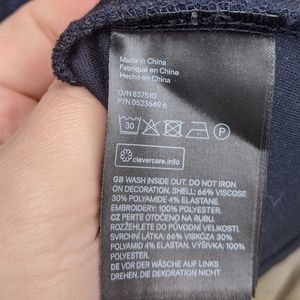 Made in China
Fabriqué en Chine
Hecho en China
O/N 837510
P/N 0523649 6
30
P
clevercare.info
GB WASH INSIDE OUT. DO NOT IRON
ON DECORATION. SHELL: 66% VISCOSE
30% POLYAMIDE 4% ELASTANE.
EMBROIDERY: 100% POLYESTER.
CZ PERTE OTOČENO NA RUBU.
ROZŽEHLETE DO PŮVODNÍ VELIKOSTI
SVRCHNÍ LÁTKA: 66% VISKÓZA 30%
POLYAMID 4% ELASTAN, VÝŠIVKA: 100%
POLYESTER.
DE VOR DER WÄSCHE AUF LINKS
DREHEN. DEKORATION NICHT